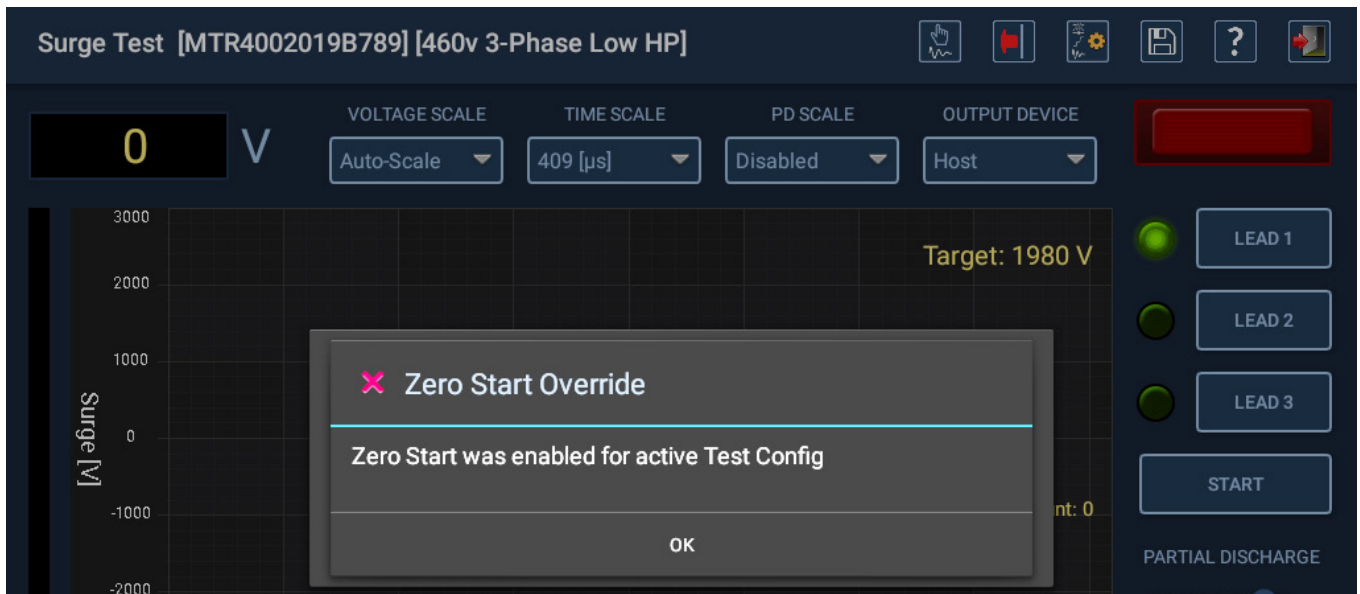 Surge Test [MTR4002019B789] [460v 3-Phase Low HP]
?
0 V
VOLTAGE SCALE
Auto-Scale
TIME SCALE
409 [µs]
PD SCALE
Disabled
OUTPUT DEVICE
Host
3000
2000
1000
0
-1000
-2000
Surge [V]
Target: 1980 V
Zero Start Override
Zero Start was enabled for active Test Config
OK
nt: 0
LEAD 1
LEAD 2
LEAD 3
START
PARTIAL DISCHARGE